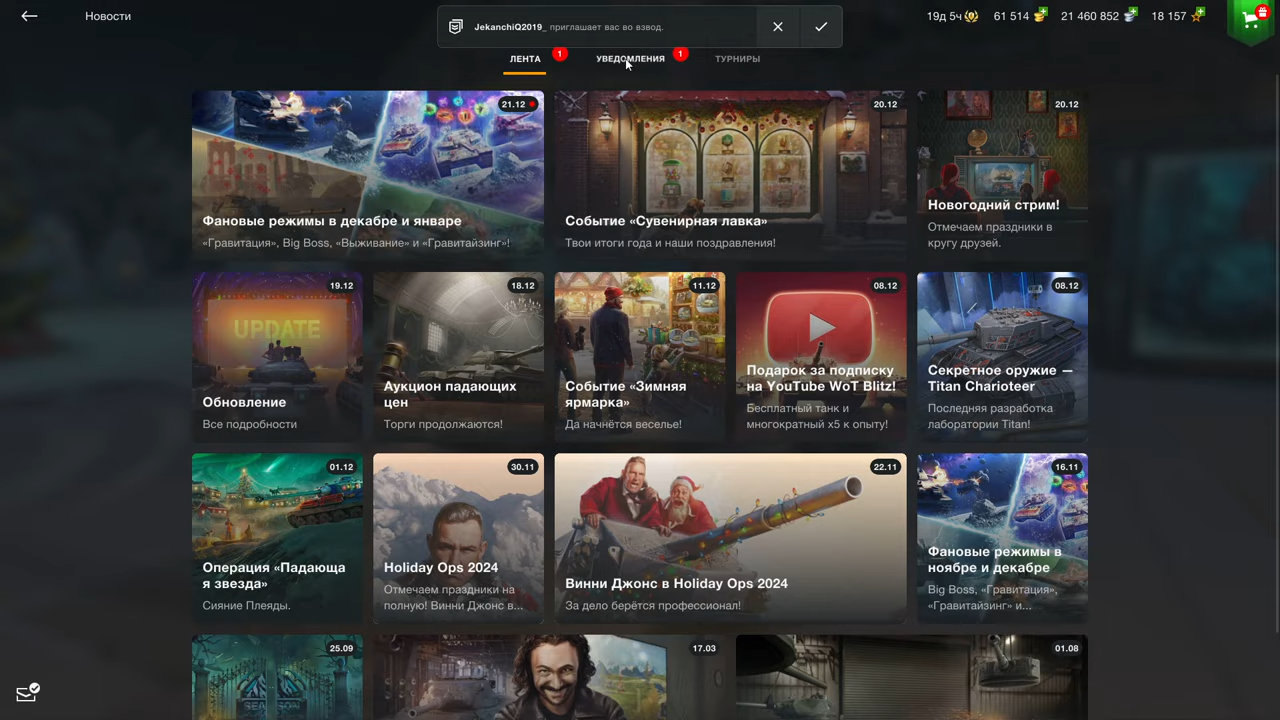 Новости
JekanchiQ2019_ приглашает вас во взвод.
19д 5ч
61 514
21 460 852
18 157
ЛЕНТА
1
УВЕДОМЛЕНИЯ
1
ТУРНИРЫ
21.12
Фановые режимы в декабре и январе
«Гравитация», Big Boss, «Выживание» и «Гравитайзинг»!
20.12
Событие «Сувенирная лавка»
Твои итоги года и наши поздравления!
20.12
Новогодний стрим!
Отмечаем праздники в
кругу друзей.
19.12
UPDATE
Обновление
Все подробности
18.12
Аукцион падающих
цен
Торги продолжаются!
11.12
Событие «Зимняя
ярмарка»
Да начнётся веселье!
08.12
Подарок за подписку
на YouTube WoT Blitz!
Бесплатный танк и
многократный x5 к опыту!
08.12
Секретное оружие —
Titan Charioteer
Последняя разработка
лаборатории Titan!
01.12
Операция «Падающа
я звезда»
Сияние Плеяды.
30.11
Holiday Ops 2024
Отмечаем праздники на
полную! Винни Джонс в...
22.11
Винни Джонс в Holiday Ops 2024
За дело берётся профессионал!
16.11
Фановые режимы в
ноябре и декабре
Big Boss, «Гравитация»,
«Гравитайзинг» и...
25.09
17.03
01.08